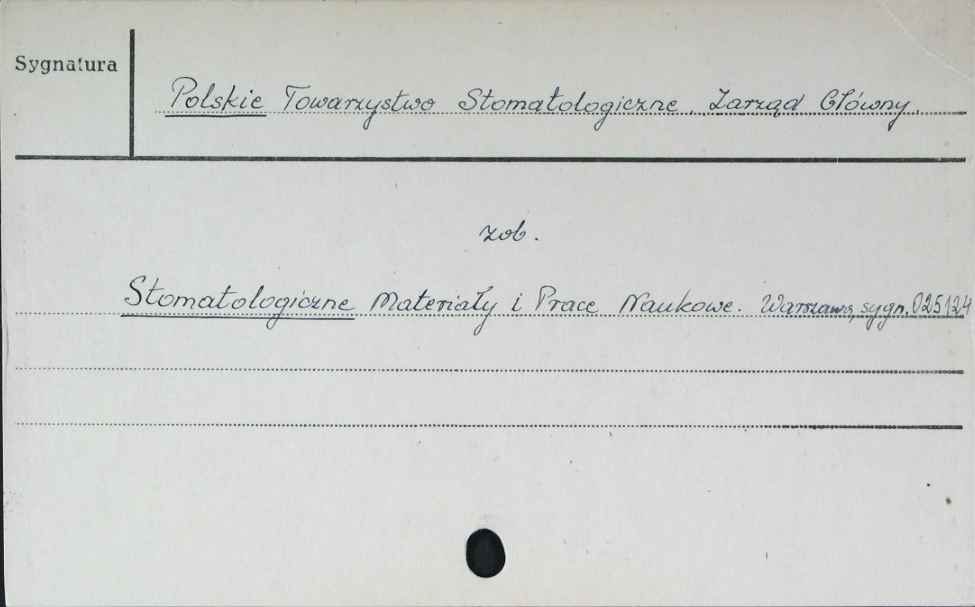 Sygnatura
Polskie Towarzystwo Stomatologiczne. Zarząd Główny.
zob.
Stomatologiczne Materiały i Prace Naukowe. Warszawa, sygn. 025124